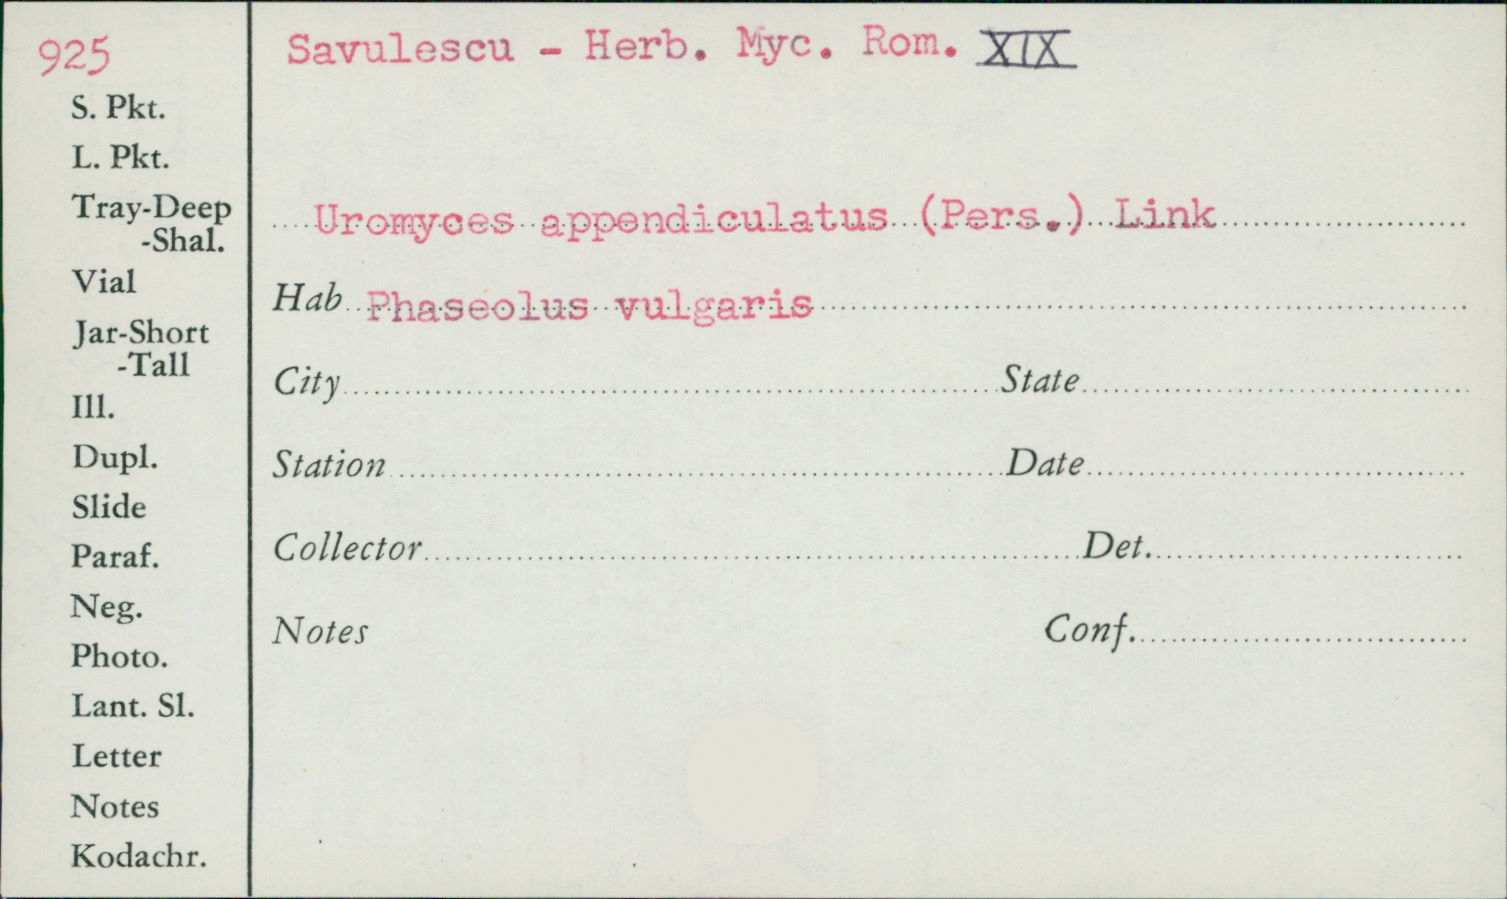 925
Savulescu - Herb. Myc. Rom. XIX
S. Pkt.
L. Pkt.
Tray-Deep
-Shal.
Vial
Jar-Short
-Tall
Ill.
Dupl.
Slide
Paraf.
Neg.
Photo.
Lant. Sl.
Letter
Notes
Kodachr.
Uromyces appendiculatus (Pers.) Link
Hab. Phaseolus vulgaris
City State
Station Date
Collector Det.
Notes Conf.